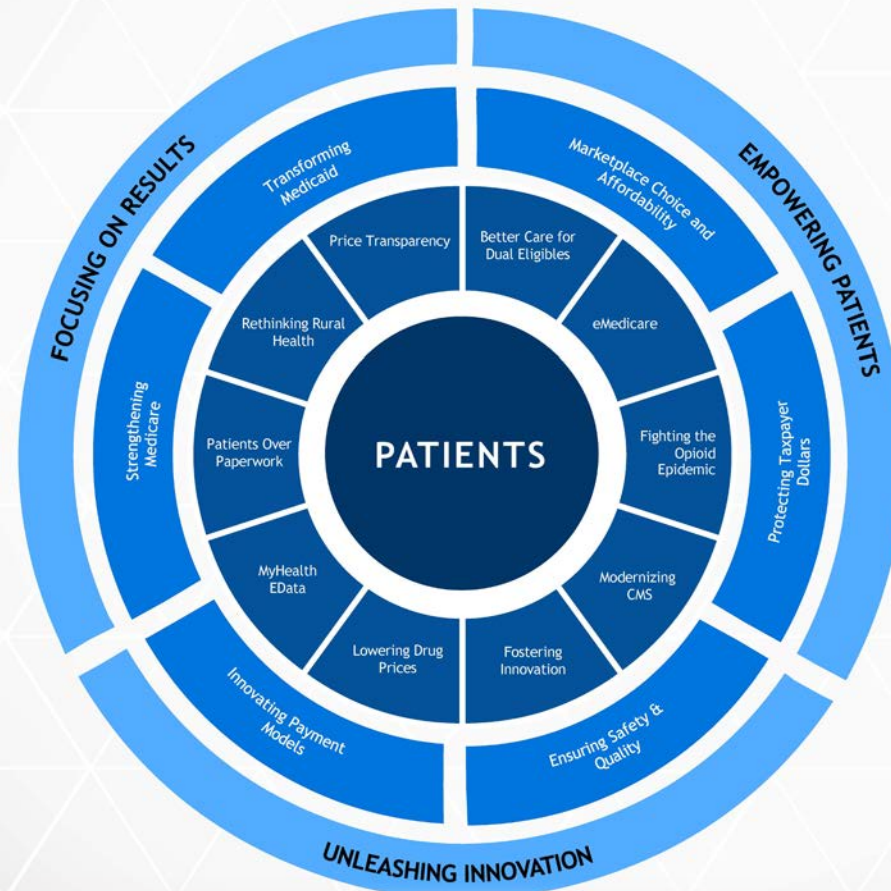 FOCUSING ON RESULTS
EMPOWERING PATIENTS
UNLEASHING INNOVATION
Transforming
Medicaid
Marketplace Choice and
Affordability
Protecting Taxpayer
Dollars
Ensuring Safety &
Quality
Innovating Payment
Models
Strengthening
Medicare
Price Transparency
Better Care for
Dual Eligibles
eMedicare
Fighting the
Opioid
Epidemic
Modernizing
CMS
Fostering
Innovation
Lowering Drug
Prices
MyHealth
EData
Patients Over
Paperwork
Rethinking Rural
Health
PATIENTS